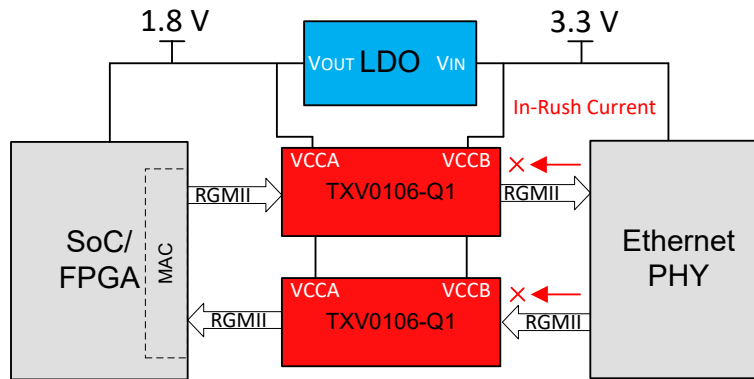 1.8 V
3.3 V
VOUT LDO VIN
In-Rush Current
VCCA VCCB
TXV0106-Q1
RGMII
RGMII
SoC/
FPGA
MAC
Ethernet
PHY
VCCA VCCB
TXV0106-Q1
RGMII
RGMII